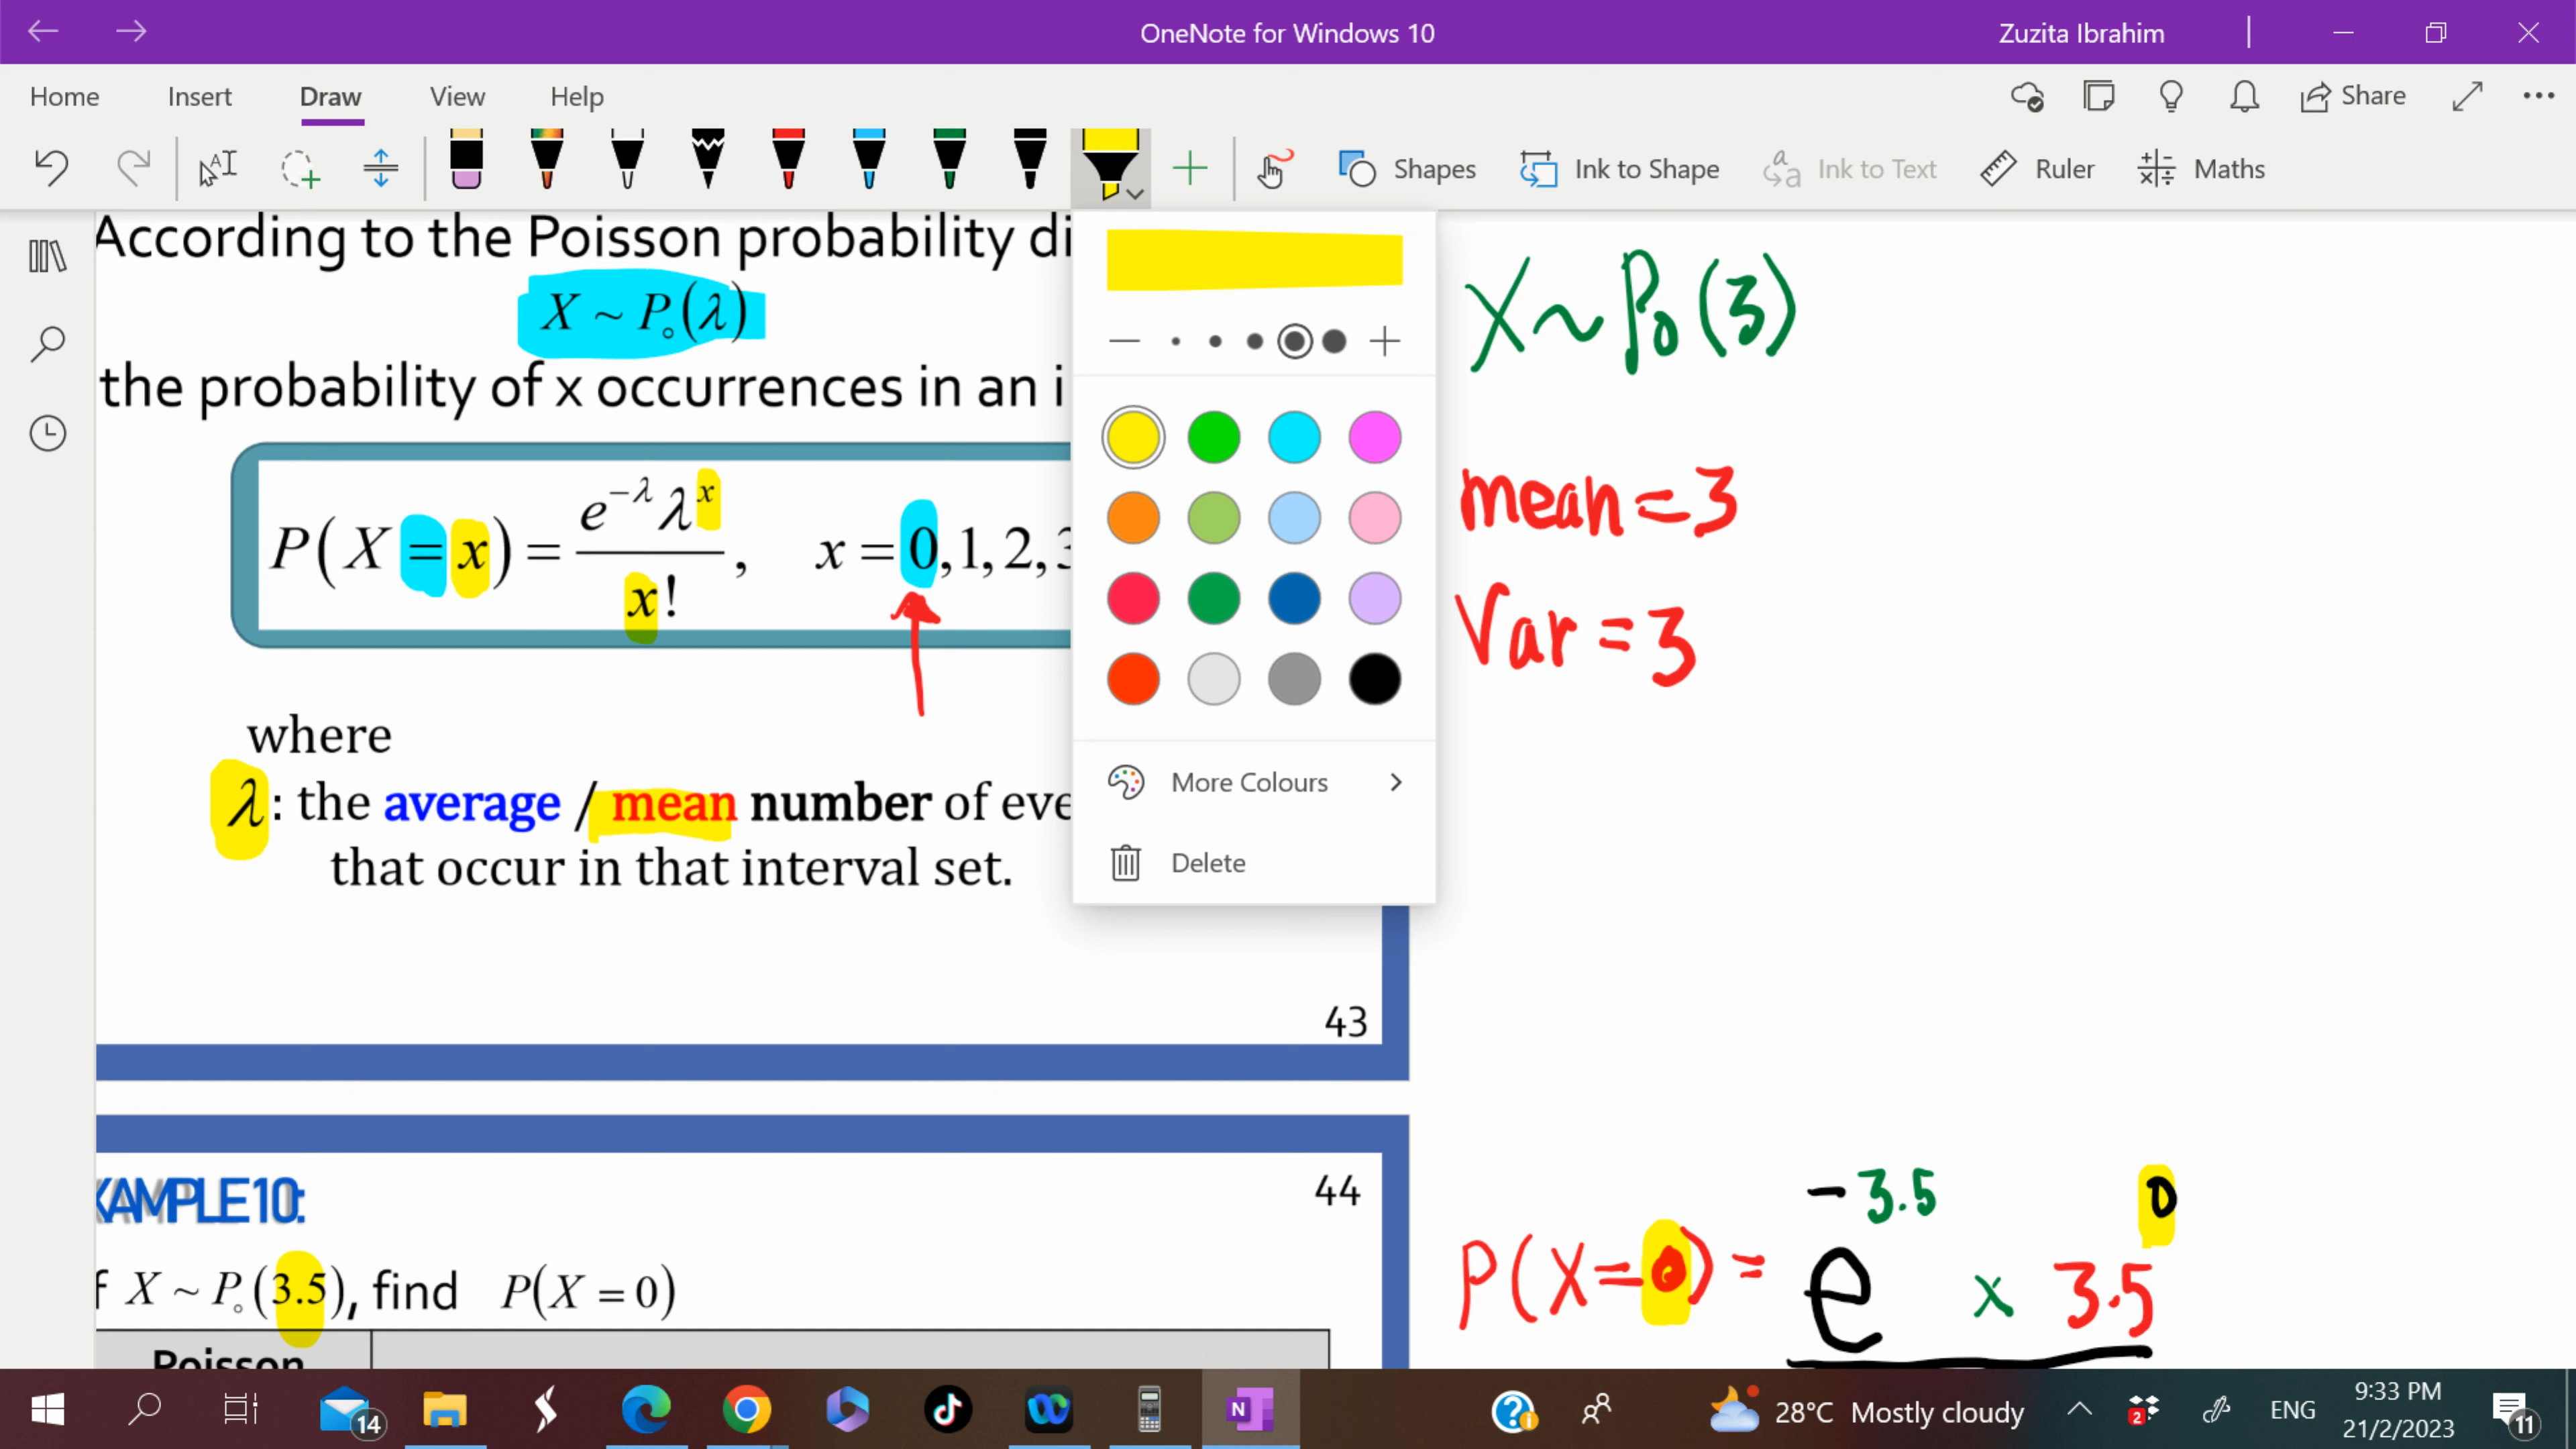 OneNote for Windows 10
Zuzita Ibrahim
Home Insert Draw View Help
Share
Shapes Ink to Shape Ink to Text Ruler Maths
According to the Poisson probability di
X ~ P₀(λ)
the probability of x occurrences in an i
P(X = x) = e^{-λ} λ^x / x! , x = 0, 1, 2, 3
where
λ : the average / mean number of eve
that occur in that interval set.
43
More Colours
Delete
X ~ P₀ (3)
mean = 3
Var = 3
XAMPLE 10:
44
f X ~ P₀(3.5), find P(X = 0)
Poisson
P(X = 0) = e^{-3.5} x 3.5^0
14
28°C Mostly cloudy
2
ENG
9:33 PM
21/2/2023
11